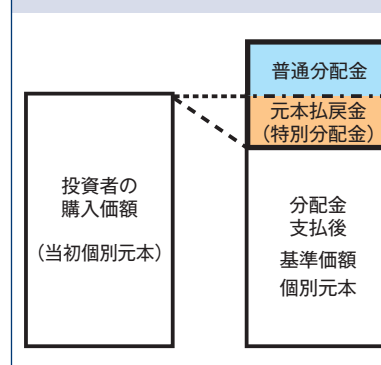 普通分配金
元本払戻金
（特別分配金）
投資者の
購入価額
（当初個別元本）
分配金
支払後
基準価額
個別元本